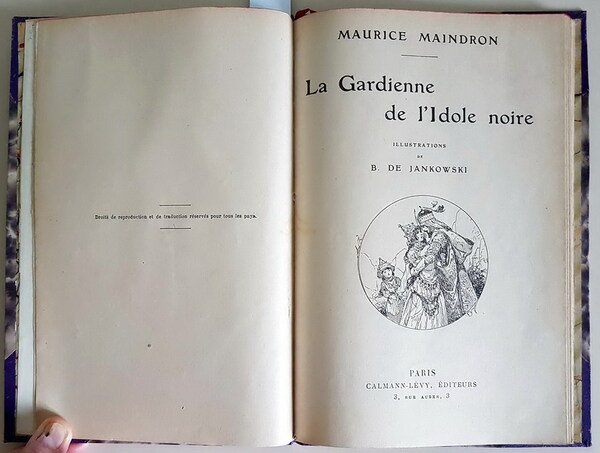 Droits de reproduction et de traduction réservés pour tous les pays.
MAURICE MAINDRON
La Gardienne
de l'Idole noire
ILLUSTRATIONS
DE
B. DE JANKOWSKI
PARIS
CALMANN-LÉVY, ÉDITEURS
3, RUE AUBER, 3